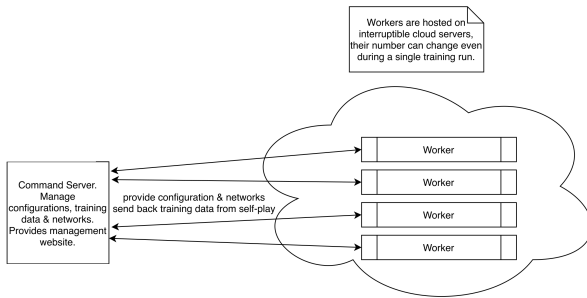 Workers are hosted on
interruptible cloud servers,
their number can change even
during a single training run.
Worker
Worker
Worker
Worker
Command Server.
Manage
configurations, training
data & networks.
Provides management
website.
provide configuration & networks
send back training data from self-play